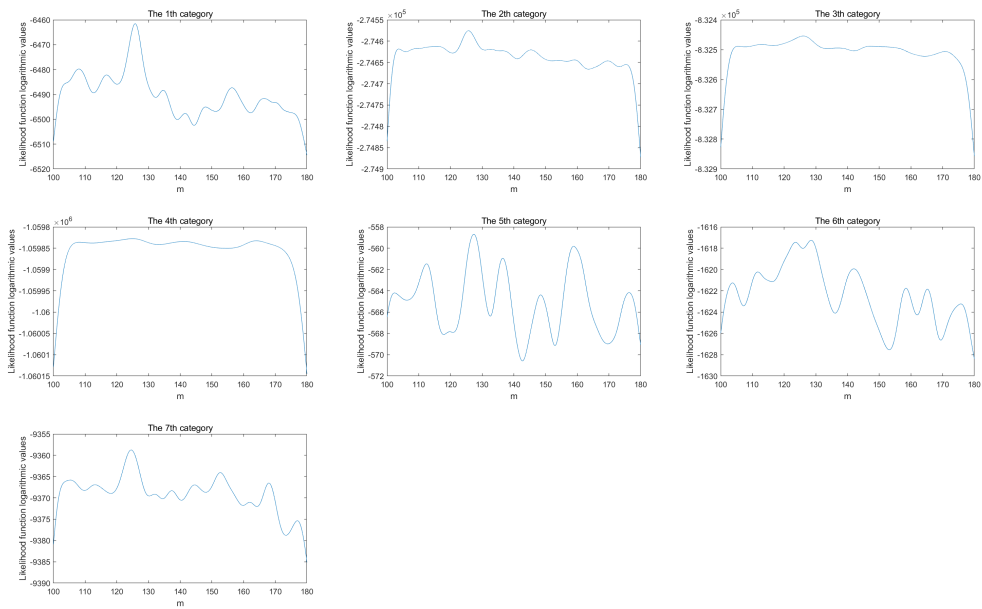 The 1th category
Likelihood function logarithmic values
-6460
-6470
-6480
-6490
-6500
-6510
-6520
100 110 120 130 140 150 160 170 180
m
The 2th category
×10⁵
Likelihood function logarithmic values
-2.7455
-2.746
-2.7465
-2.747
-2.7475
-2.748
-2.7485
-2.749
100 110 120 130 140 150 160 170 180
m
The 3th category
×10⁵
Likelihood function logarithmic values
-8.324
-8.325
-8.326
-8.327
-8.328
-8.329
100 110 120 130 140 150 160 170 180
m
The 4th category
×10⁶
Likelihood function logarithmic values
-1.0598
-1.05985
-1.0599
-1.05995
-1.06
-1.06005
-1.0601
-1.06015
100 110 120 130 140 150 160 170 180
m
The 5th category
Likelihood function logarithmic values
-558
-560
-562
-564
-566
-568
-570
-572
100 110 120 130 140 150 160 170 180
m
The 6th category
Likelihood function logarithmic values
-1616
-1618
-1620
-1622
-1624
-1626
-1628
-1630
100 110 120 130 140 150 160 170 180
m
The 7th category
Likelihood function logarithmic values
-9355
-9360
-9365
-9370
-9375
-9380
-9385
-9390
100 110 120 130 140 150 160 170 180
m